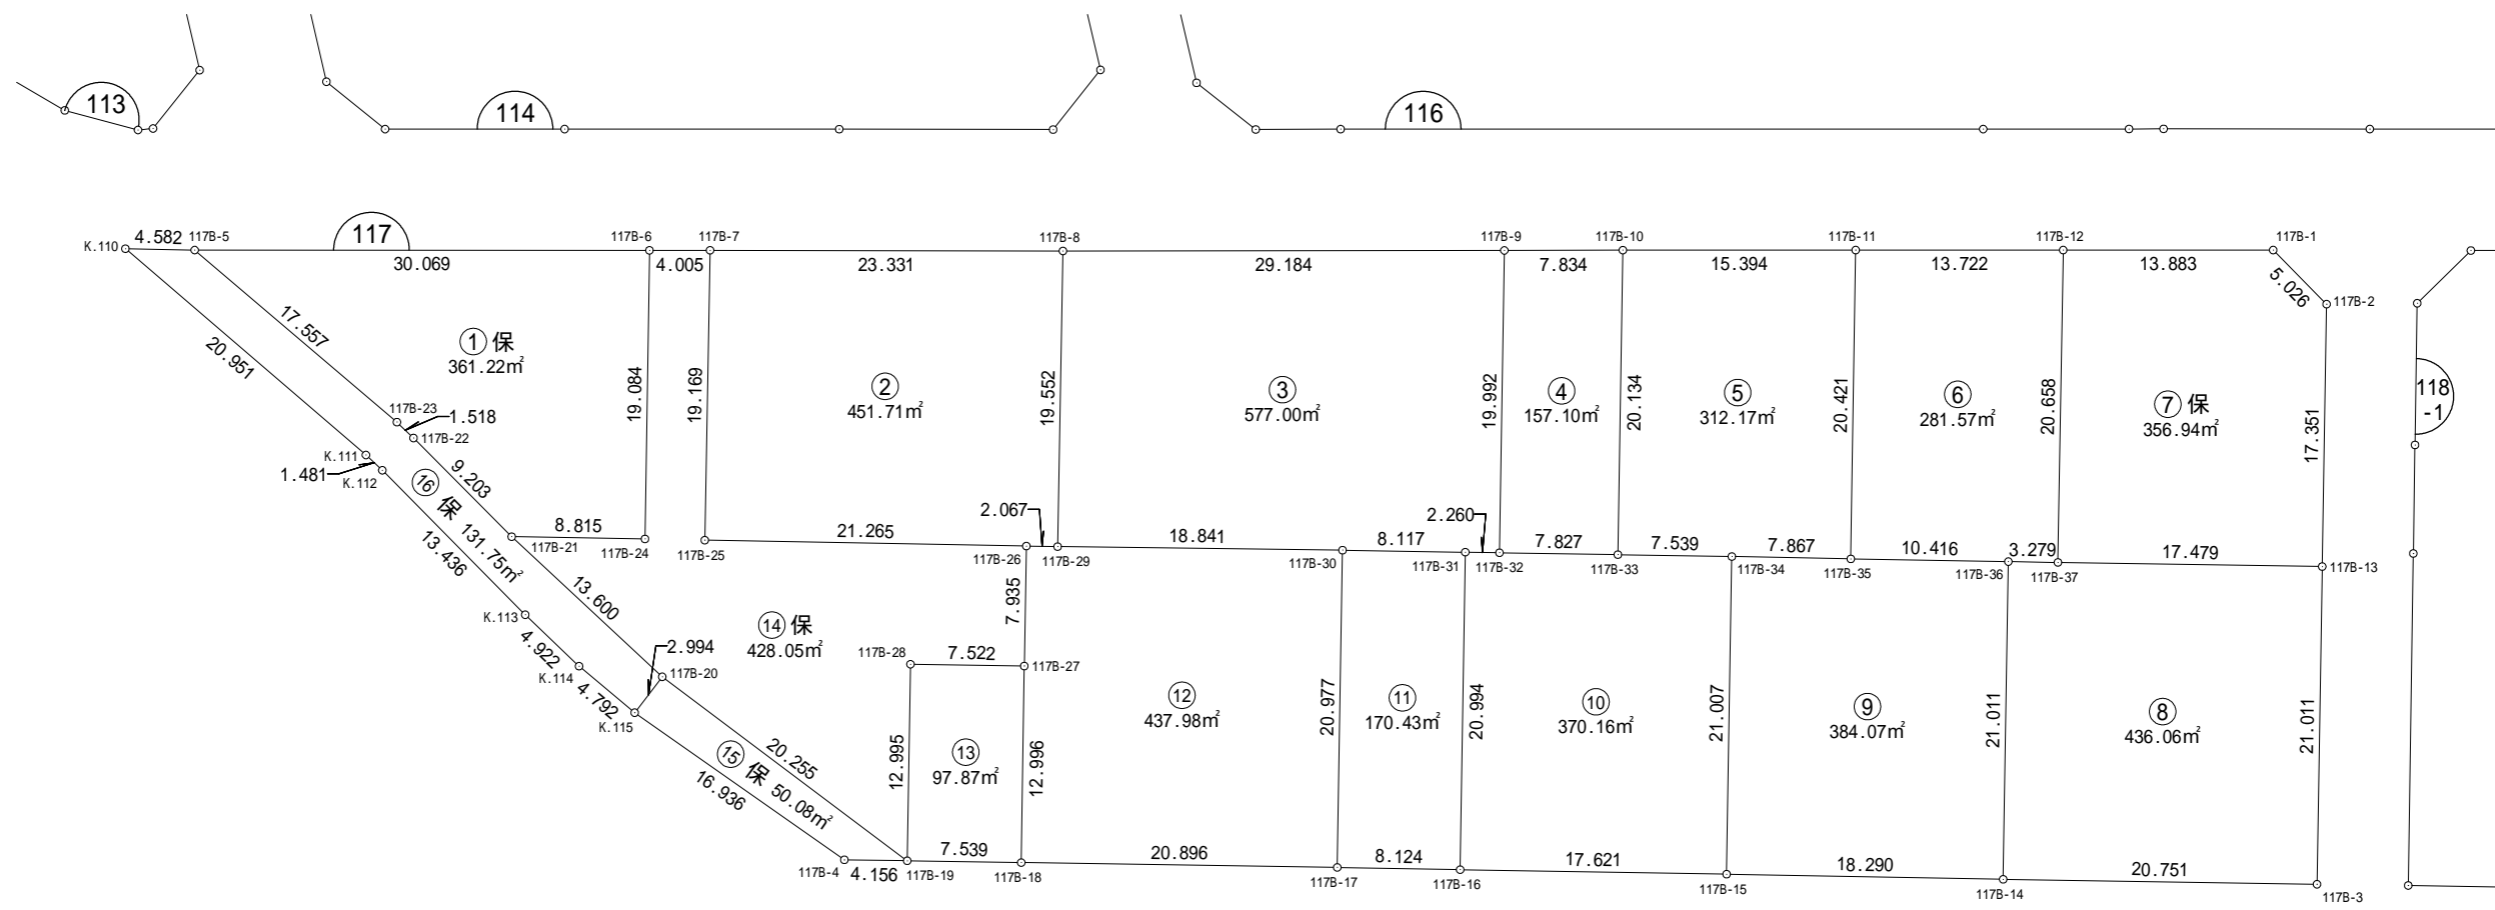 113
114
116
117
118
-1
K.110
4.582
117B-5
117B-6
117B-7
117B-8
117B-9
117B-10
117B-11
117B-12
117B-1
30.069
4.005
23.331
29.184
7.834
15.394
13.722
13.883
5.026
117B-2
17.557
20.951
①保
361.22㎡
19.084
19.169
②
451.71㎡
19.552
③
577.00㎡
19.992
④
157.10㎡
20.134
⑤
312.17㎡
20.421
⑥
281.57㎡
20.658
⑦保
356.94㎡
17.351
117B-23
1.518
117B-22
K.111
1.481
K.112
9.203
⑯保 131.75㎡
13.436
8.815
117B-21
117B-24
117B-25
21.265
2.067
117B-26
117B-29
18.841
8.117
2.260
117B-30
117B-31
117B-32
7.827
117B-33
7.539
117B-34
7.867
117B-35
10.416
117B-36
3.279
117B-37
17.479
117B-13
13.600
K.113
4.922
K.114
4.792
K.115
2.994
117B-20
⑭保
428.05㎡
7.935
117B-28
7.522
117B-27
12.995
⑬
97.87㎡
12.996
⑫
437.98㎡
20.977
⑪
170.43㎡
20.994
⑩
370.16㎡
21.007
⑨
384.07㎡
21.011
⑧
436.06㎡
21.011
20.255
⑮保 50.08㎡
16.936
117B-4
4.156
117B-19
7.539
117B-18
20.896
117B-17
8.124
117B-16
17.621
117B-15
18.290
117B-14
20.751
117B-3